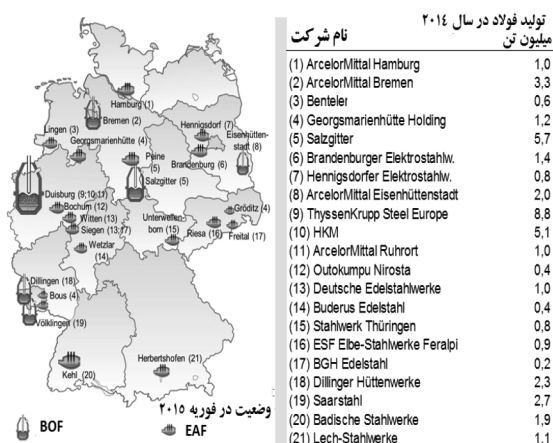 Hamburg (1)
Bremen (2)
Lingen (3)
Georgsmarienhütte (4)
Hennigsdorf (7)
Eisenhütten-
stadt (8)
Peine
(5)
Brandenburg (6)
Salzgitter (5)
Duisburg (9;10;11)
Bochum (12)
Witten (13)
Siegen (13;17)
Wetzlar
(14)
Unterwellen-
born (15)
Gröditz (4)
Riesa (16)
Freital (17)
Dillingen (18)
Bous (4)
Völklingen (19)
Kehl (20)
Herbertshofen (21)
وضعیت در فوریه ۲۰۱۵
BOF
EAF
تولید فولاد در سال ۲۰۱٤
میلیون تن
نام شرکت
(1) ArcelorMittal Hamburg 1,0
(2) ArcelorMittal Bremen 3,3
(3) Benteler 0,6
(4) Georgsmarienhütte Holding 1,2
(5) Salzgitter 5,7
(6) Brandenburger Elektrostahlw. 1,4
(7) Hennigsdorfer Elektrostahlw. 0,8
(8) ArcelorMittal Eisenhüttenstadt 2,0
(9) ThyssenKrupp Steel Europe 8,8
(10) HKM 5,1
(11) ArcelorMittal Ruhrort 1,0
(12) Outokumpu Nirosta 0,4
(13) Deutsche Edelstahlwerke 1,0
(14) Buderus Edelstahl 0,4
(15) Stahlwerk Thüringen 0,8
(16) ESF Elbe-Stahlwerke Feralpi 0,9
(17) BGH Edelstahl 0,2
(18) Dillinger Hüttenwerke 2,3
(19) Saarstahl 2,7
(20) Badische Stahlwerke 1,9
(21) Lech-Stahlwerke 1,1